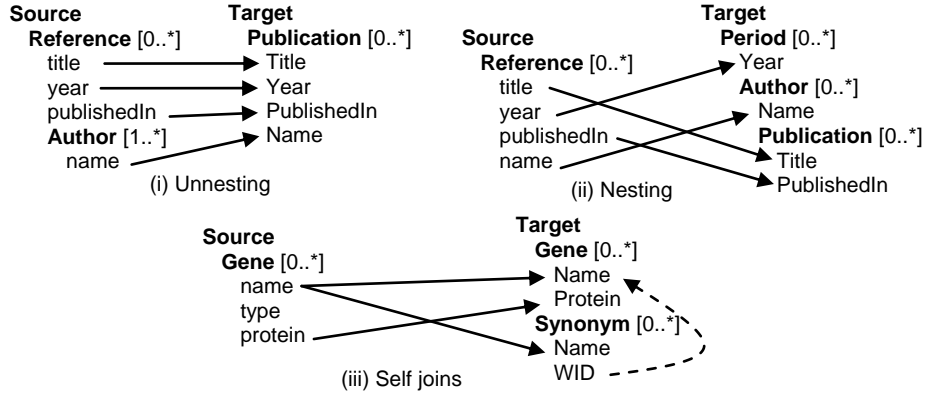 Source
Reference [0..*]
title
year
publishedIn
Author [1..*]
name
Target
Publication [0..*]
Title
Year
PublishedIn
Name
(i) Unnesting
Source
Reference [0..*]
title
year
publishedIn
name
Target
Period [0..*]
Year
Author [0..*]
Name
Publication [0..*]
Title
PublishedIn
(ii) Nesting
Source
Gene [0..*]
name
type
protein
Target
Gene [0..*]
Name
Protein
Synonym [0..*]
Name
WID
(iii) Self joins